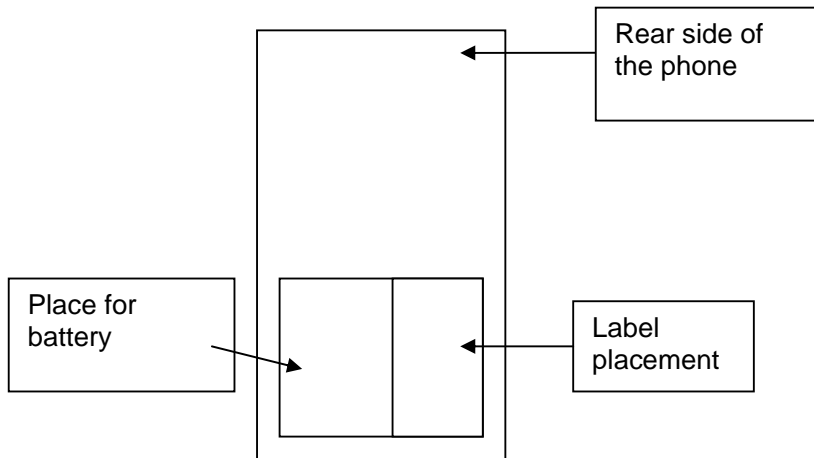 Rear side of
the phone
Place for
battery
Label
placement